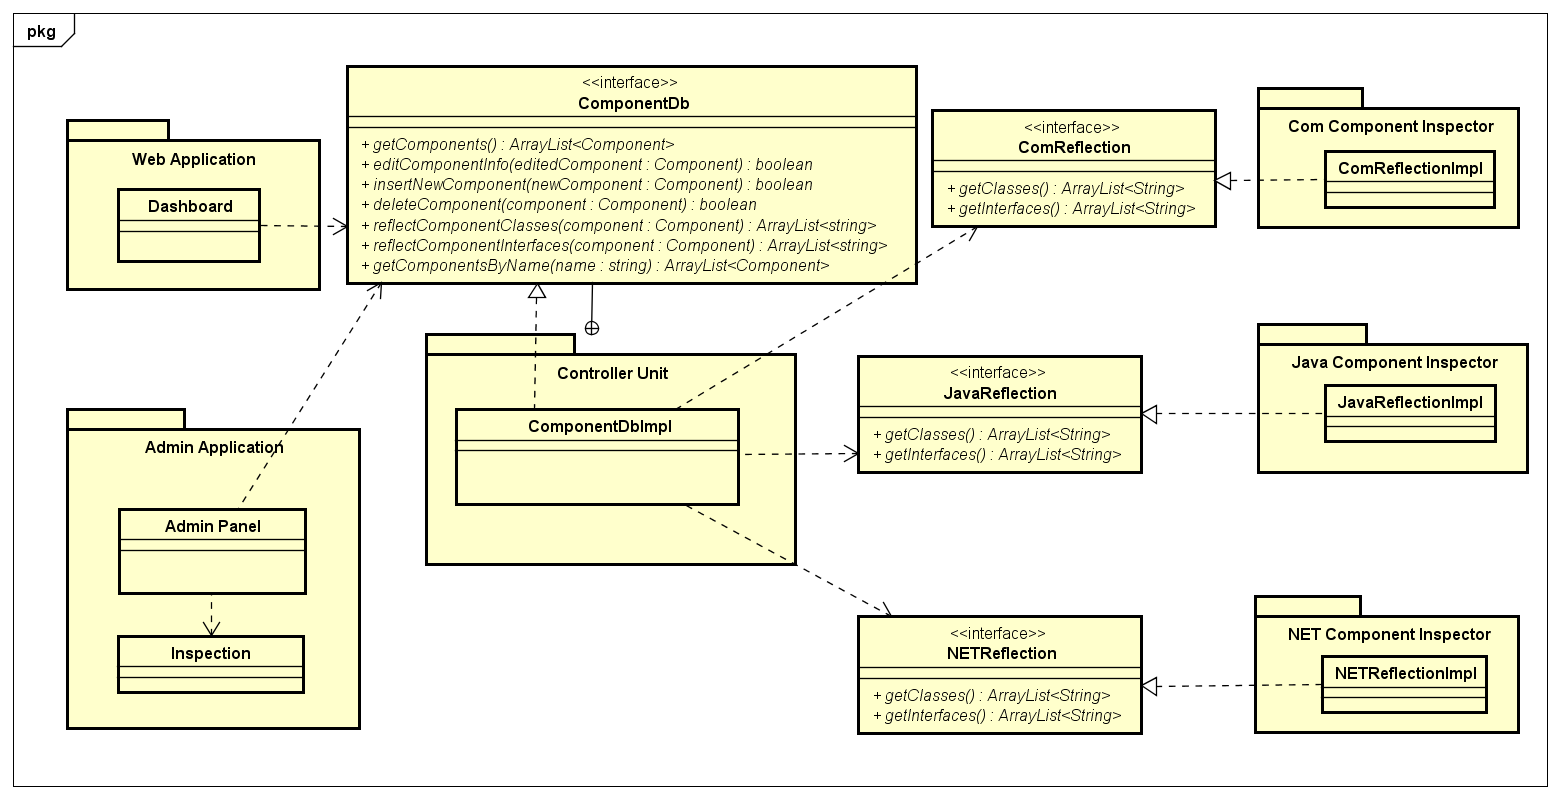 pkg
<<interface>>
ComponentDb
+ getComponents() : ArrayList<Component>
+ editComponentInfo(editedComponent : Component) : boolean
+ insertNewComponent(newComponent : Component) : boolean
+ deleteComponent(component : Component) : boolean
+ reflectComponentClasses(component : Component) : ArrayList<string>
+ reflectComponentInterfaces(component : Component) : ArrayList<string>
+ getComponentsByName(name : string) : ArrayList<Component>
Web Application
Dashboard
<<interface>>
ComReflection
+ getClasses() : ArrayList<String>
+ getInterfaces() : ArrayList<String>
Com Component Inspector
ComReflectionImpl
Controller Unit
ComponentDbImpl
<<interface>>
JavaReflection
+ getClasses() : ArrayList<String>
+ getInterfaces() : ArrayList<String>
Java Component Inspector
JavaReflectionImpl
Admin Application
Admin Panel
Inspection
<<interface>>
NETReflection
+ getClasses() : ArrayList<String>
+ getInterfaces() : ArrayList<String>
NET Component Inspector
NETReflectionImpl